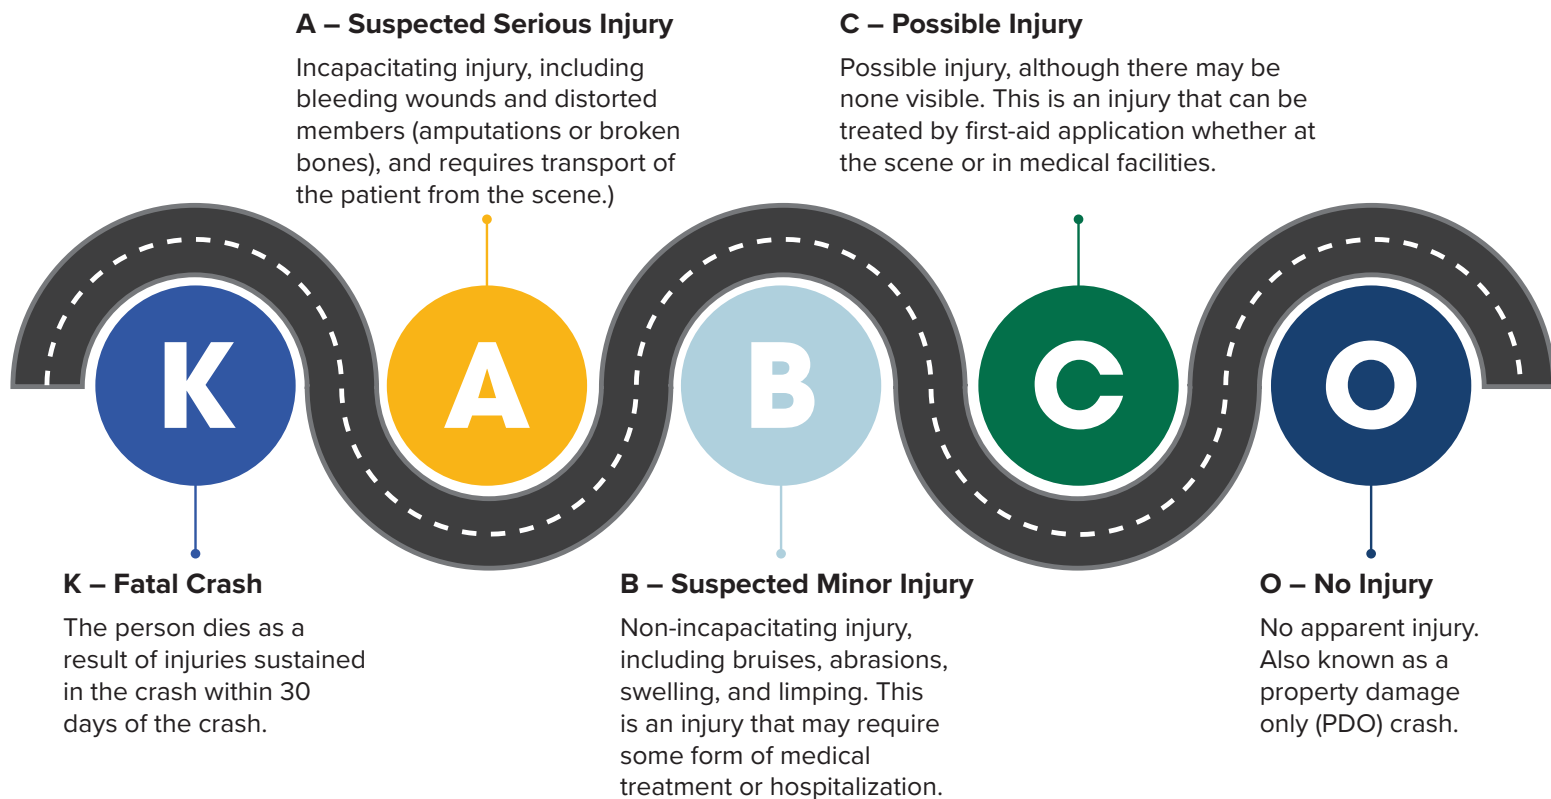 A – Suspected Serious Injury
Incapacitating injury, including
bleeding wounds and distorted
members (amputations or broken
bones), and requires transport of
the patient from the scene.)
C – Possible Injury
Possible injury, although there may be
none visible. This is an injury that can be
treated by first-aid application whether at
the scene or in medical facilities.
K
A
B
C
O
K – Fatal Crash
The person dies as a
result of injuries sustained
in the crash within 30
days of the crash.
B – Suspected Minor Injury
Non-incapacitating injury,
including bruises, abrasions,
swelling, and limping. This
is an injury that may require
some form of medical
treatment or hospitalization.
O – No Injury
No apparent injury.
Also known as a
property damage
only (PDO) crash.